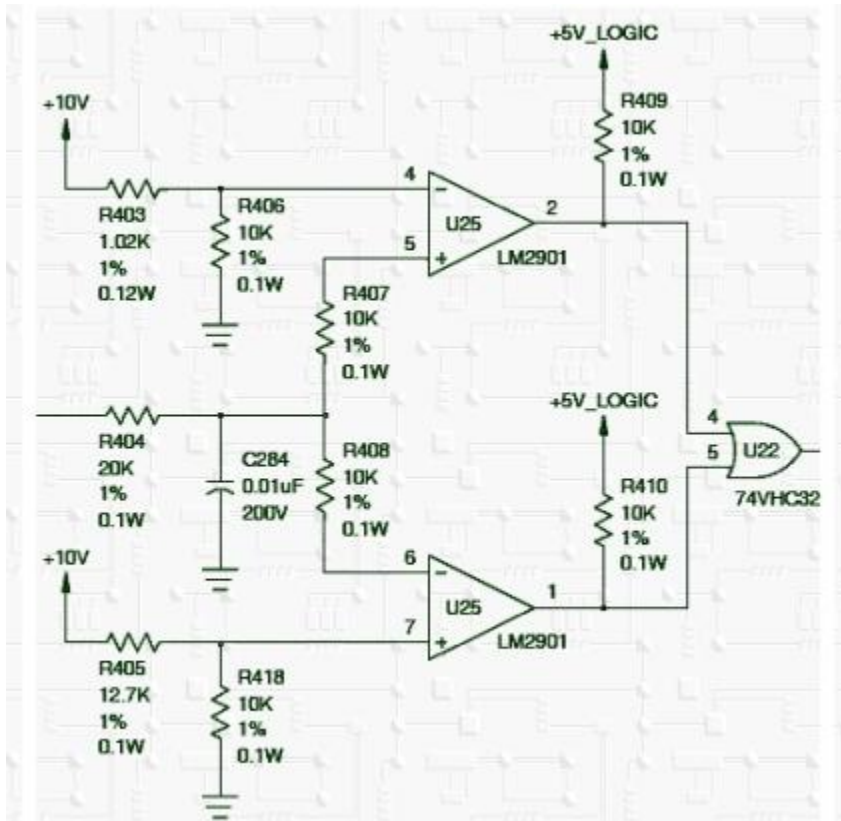 +5V_LOGIC
+10V
R409
10K
1%
0.1W
R403
1.02K
1%
0.12W
R406
10K
1%
0.1W
4
-
5
+
U25
2
LM2901
R407
10K
1%
0.1W
R404
20K
1%
0.1W
C284
0.01uF
200V
R408
10K
1%
0.1W
+5V_LOGIC
R410
10K
1%
0.1W
4
5
U22
74VHC32
+10V
R405
12.7K
1%
0.1W
R418
10K
1%
0.1W
6
-
7
+
U25
1
LM2901